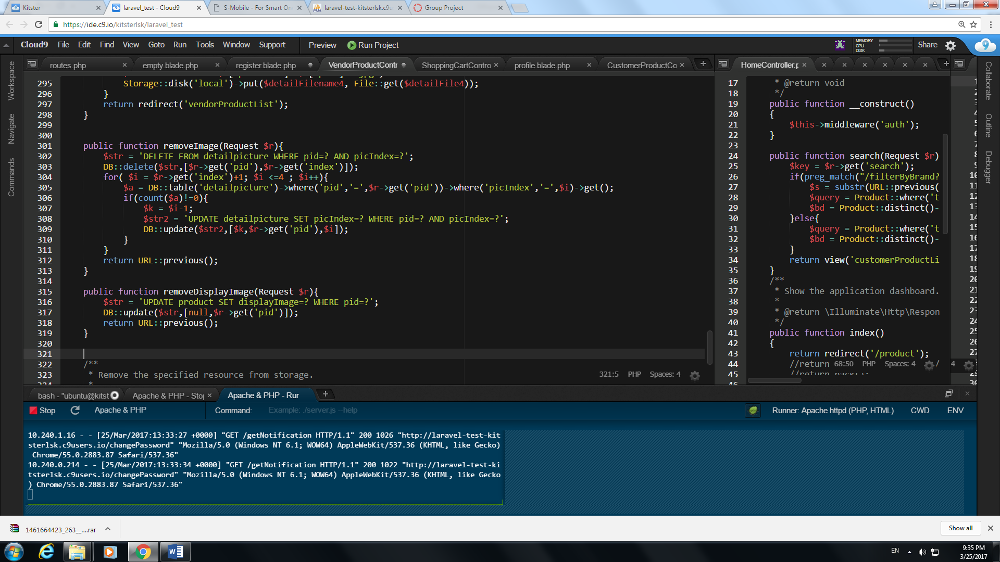 Kitster
laravel_test - Cloud9
S-Mobile - For Smart On
laravel-test-kitsterlsk.c9u
Group Project
https://ide.c9.io/kitsterlsk/laravel_test
Cloud9 File Edit Find View Goto Run Tools Window Support Preview Run Project
MEMORY
CPU
DISK
Share
Workspace
Navigate
Commands
routes.php
empty.blade.php
register.blade.php
VendorProductContr
ShoppingCartContro
profile.blade.php
CustomerProductCo
295 Storage::disk('local')->put($detailFilename4, File::get($detailFile4));
296 }
297 return redirect('vendorProductList');
298 }
299
300
301 public function removeImage(Request $r){
302 $str = 'DELETE FROM detailpicture WHERE pid=? AND picIndex=?';
303 DB::delete($str,[$r->get('pid'),$r->get('index')]);
304 for( $i = $r->get('index')+1; $i <=4 ; $i++){
305 $a = DB::table('detailpicture')->where('pid','=',$r->get('pid'))->where('picIndex','=',$i)->get();
306 if(count($a)!=0){
307 $k = $i-1;
308 $str2 = 'UPDATE detailpicture SET picIndex=? WHERE pid=? AND picIndex=?';
309 DB::update($str2,[$k,$r->get('pid'),$i]);
310 }
311 }
312 return URL::previous();
313 }
314
315 public function removeDisplayImage(Request $r){
316 $str = 'UPDATE product SET displayImage=? WHERE pid=?';
317 DB::update($str,[null,$r->get('pid')]);
318 return URL::previous();
319 }
320
321
322 /**
323 * Remove the specified resource from storage.
321:5 PHP Spaces: 4
HomeController.p
17 * @return void
18 */
19 public function __construct()
20 {
21 $this->middleware('auth');
22 }
23
24 public function search(Request $r)
25 $key = $r->get('search');
26 if(preg_match("/filterByBrand?
27 $s = substr(URL::previous(
28 $query = Product::where('t
29 $bd = Product::distinct()-
30 }else{
31 $query = Product::where('t
32 $bd = Product::distinct()-
33 }
34 return view('customerProductLi
35 }
36 /**
37 * Show the application dashboard.
38 *
39 * @return \Illuminate\Http\Respon
40 */
41 public function index()
42 {
43 return redirect('/product');
44 //return 68:50 PHP Spaces: 4 /
45
46
Collaborate
Outline
Debugger
bash - "ubuntu@kitst
Apache & PHP - Sto
Apache & PHP - Rur
Stop Apache & PHP Command: Example: ./server.js --help Runner: Apache httpd (PHP, HTML) CWD ENV
10.240.1.16 - - [25/Mar/2017:13:33:27 +0000] "GET /getNotification HTTP/1.1" 200 1026 "http://laravel-test-kit
sterlsk.c9users.io/changePassword" "Mozilla/5.0 (Windows NT 6.1; WOW64) AppleWebKit/537.36 (KHTML, like Gecko)
Chrome/55.0.2883.87 Safari/537.36"
10.240.0.214 - - [25/Mar/2017:13:33:34 +0000] "GET /getNotification HTTP/1.1" 200 1022 "http://laravel-test-ki
tsterlsk.c9users.io/changePassword" "Mozilla/5.0 (Windows NT 6.1; WOW64) AppleWebKit/537.36 (KHTML, like Gecko
) Chrome/55.0.2883.87 Safari/537.36"
1461664423_263__....rar
Show all
EN
9:35 PM
3/25/2017